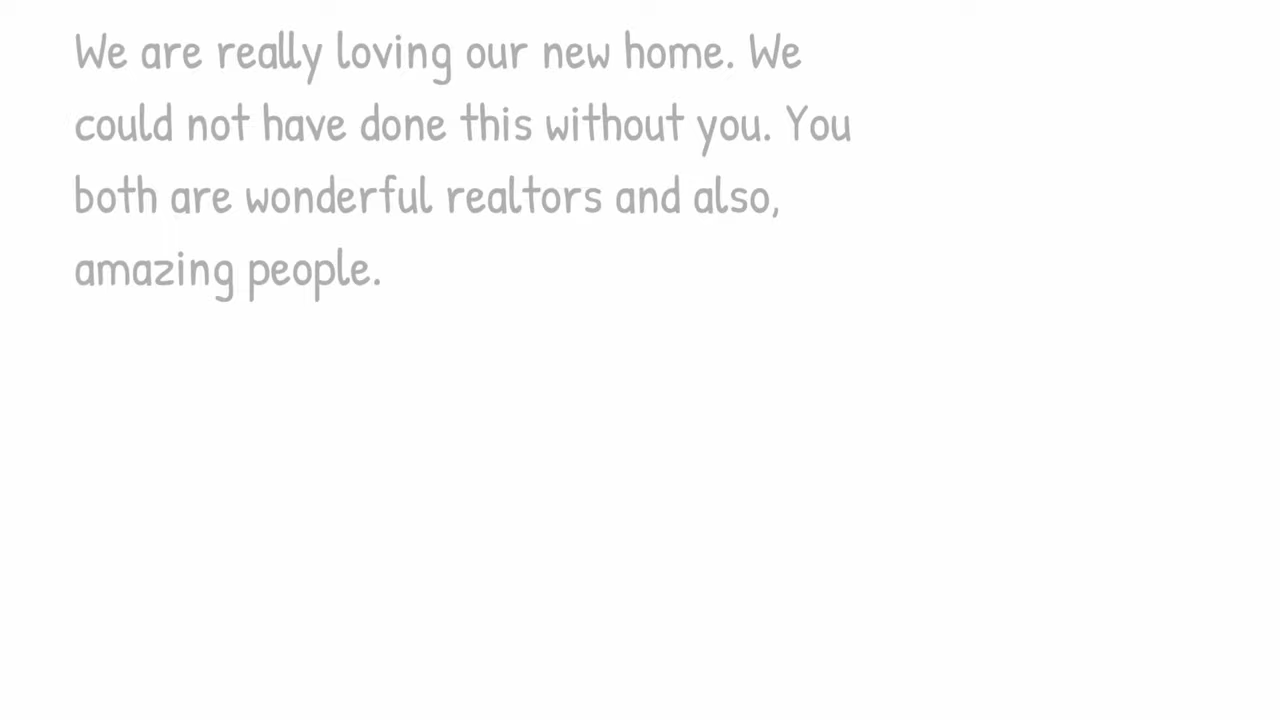 We are really loving our new home. We
could not have done this without you. You
both are wonderful realtors and also,
amazing people.